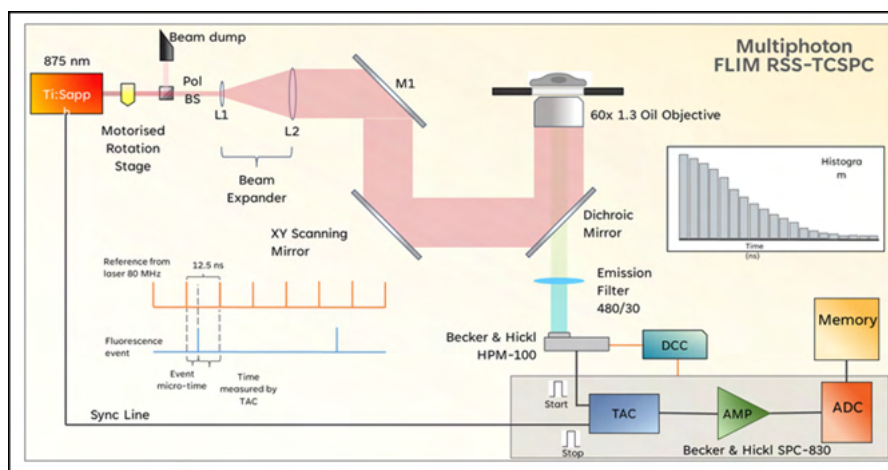 Multiphoton
FLIM RSS-TCSPC
Beam dump
875 nm
Ti:Sapp
h
Pol
BS
Motorised
Rotation
Stage
L1
L2
Beam
Expander
M1
60x 1.3 Oil Objective
XY Scanning
Mirror
Dichroic
Mirror
Histogra
m
Time
(ns)
Reference from
laser 80 MHz
12.5 ns
Fluorescence
event
Event
micro-time
Time
measured by
TAC
Emission
Filter
480/30
Becker & Hickl
HPM-100
DCC
Memory
Sync Line
Start
Stop
TAC
AMP
ADC
Becker & Hickl SPC-830